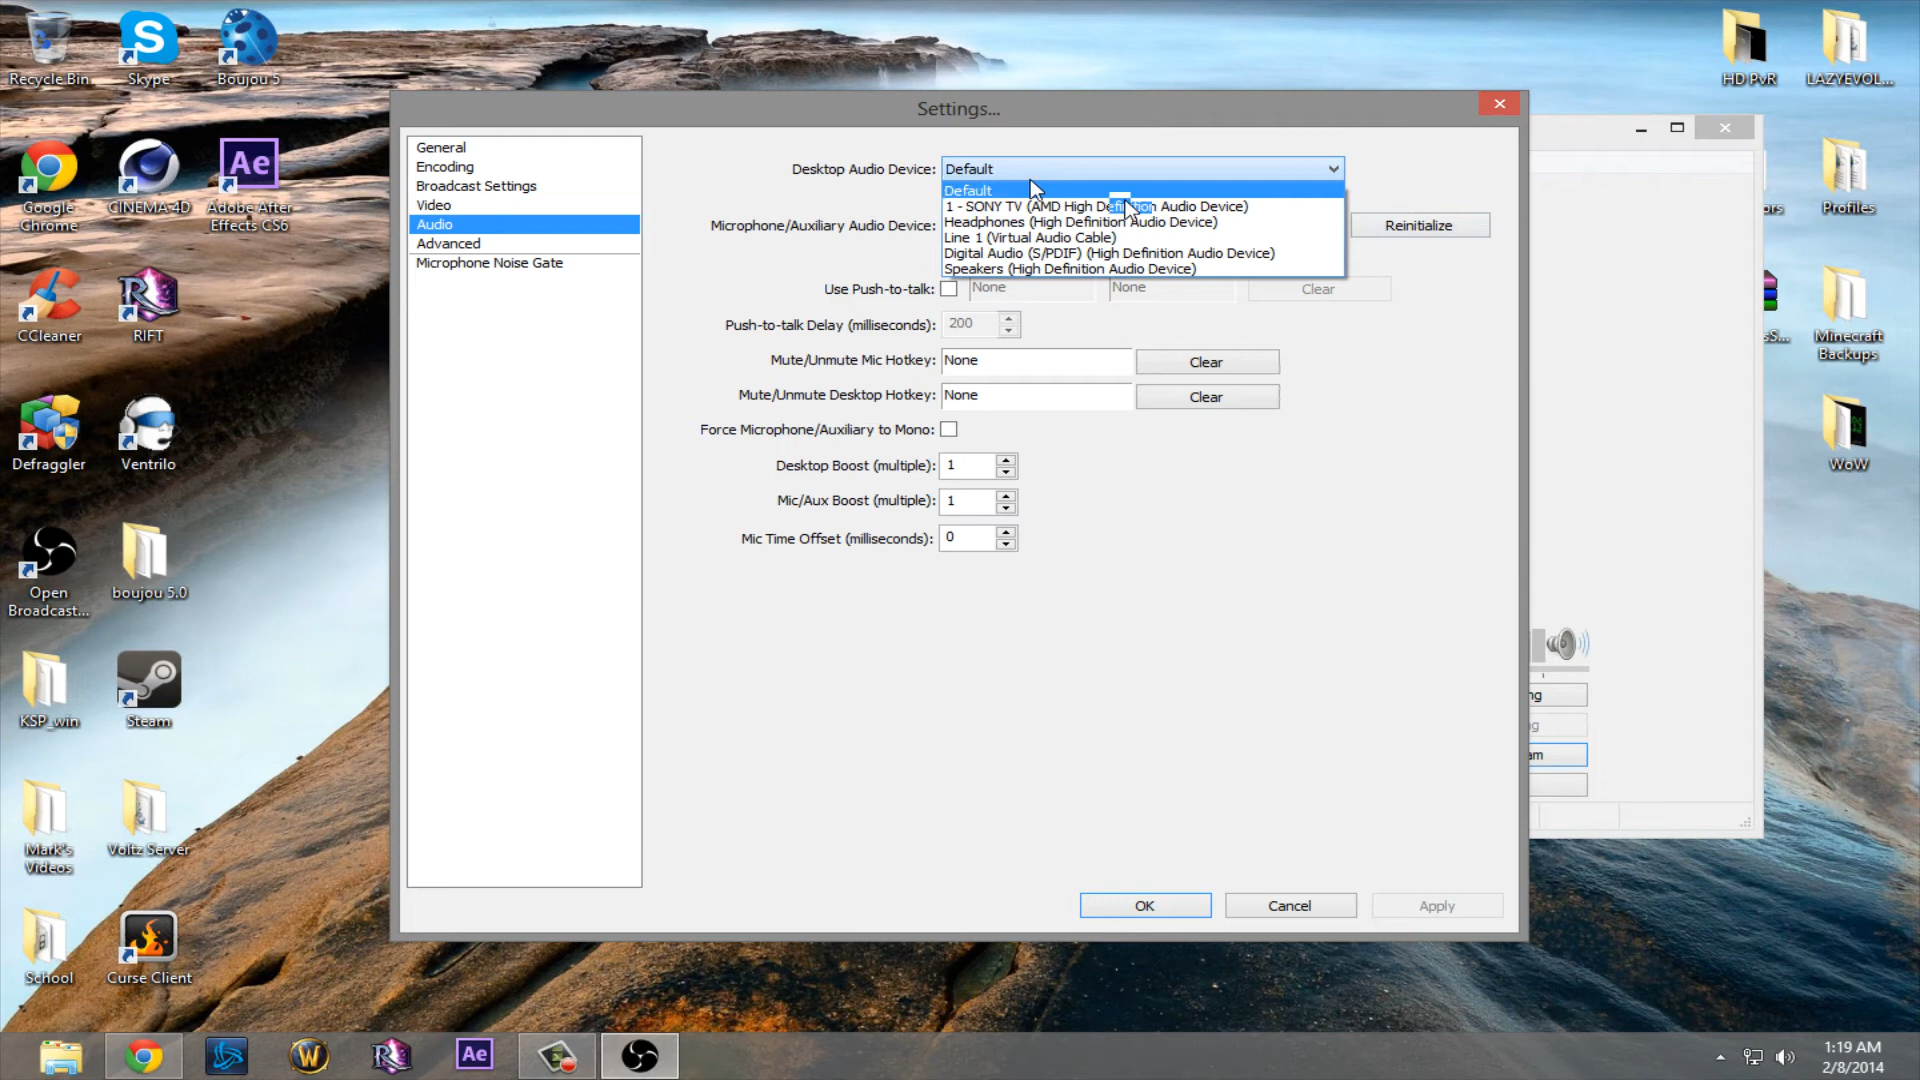 Recycle Bin
Skype
Boujou 5
HD PvR
LAZYEVOL...
Settings...
General
Encoding
Broadcast Settings
Video
Audio
Advanced
Microphone Noise Gate
Desktop Audio Device:
Default
Default
1 - SONY TV (AMD High Definition Audio Device)
Headphones (High Definition Audio Device)
Line 1 (Virtual Audio Cable)
Digital Audio (S/PDIF) (High Definition Audio Device)
Speakers (High Definition Audio Device)
Microphone/Auxiliary Audio Device:
Reinitialize
Use Push-to-talk:
None
None
Clear
Push-to-talk Delay (milliseconds):
200
Mute/Unmute Mic Hotkey:
None
Clear
Mute/Unmute Desktop Hotkey:
None
Clear
Force Microphone/Auxiliary to Mono:
Desktop Boost (multiple):
1
Mic/Aux Boost (multiple):
1
Mic Time Offset (milliseconds):
0
OK
Cancel
Apply
Google Chrome
CINEMA 4D
Ae
Adobe After Effects CS6
ors
Profiles
CCleaner
RIFT
sS...
Minecraft Backups
Defraggler
Ventrilo
WoW
Open Broadcast...
boujou 5.0
KSP_win
Steam
ng
g
am
Mark's Videos
Voltz Server
School
Curse Client
W
Ae
1:19 AM
2/8/2014